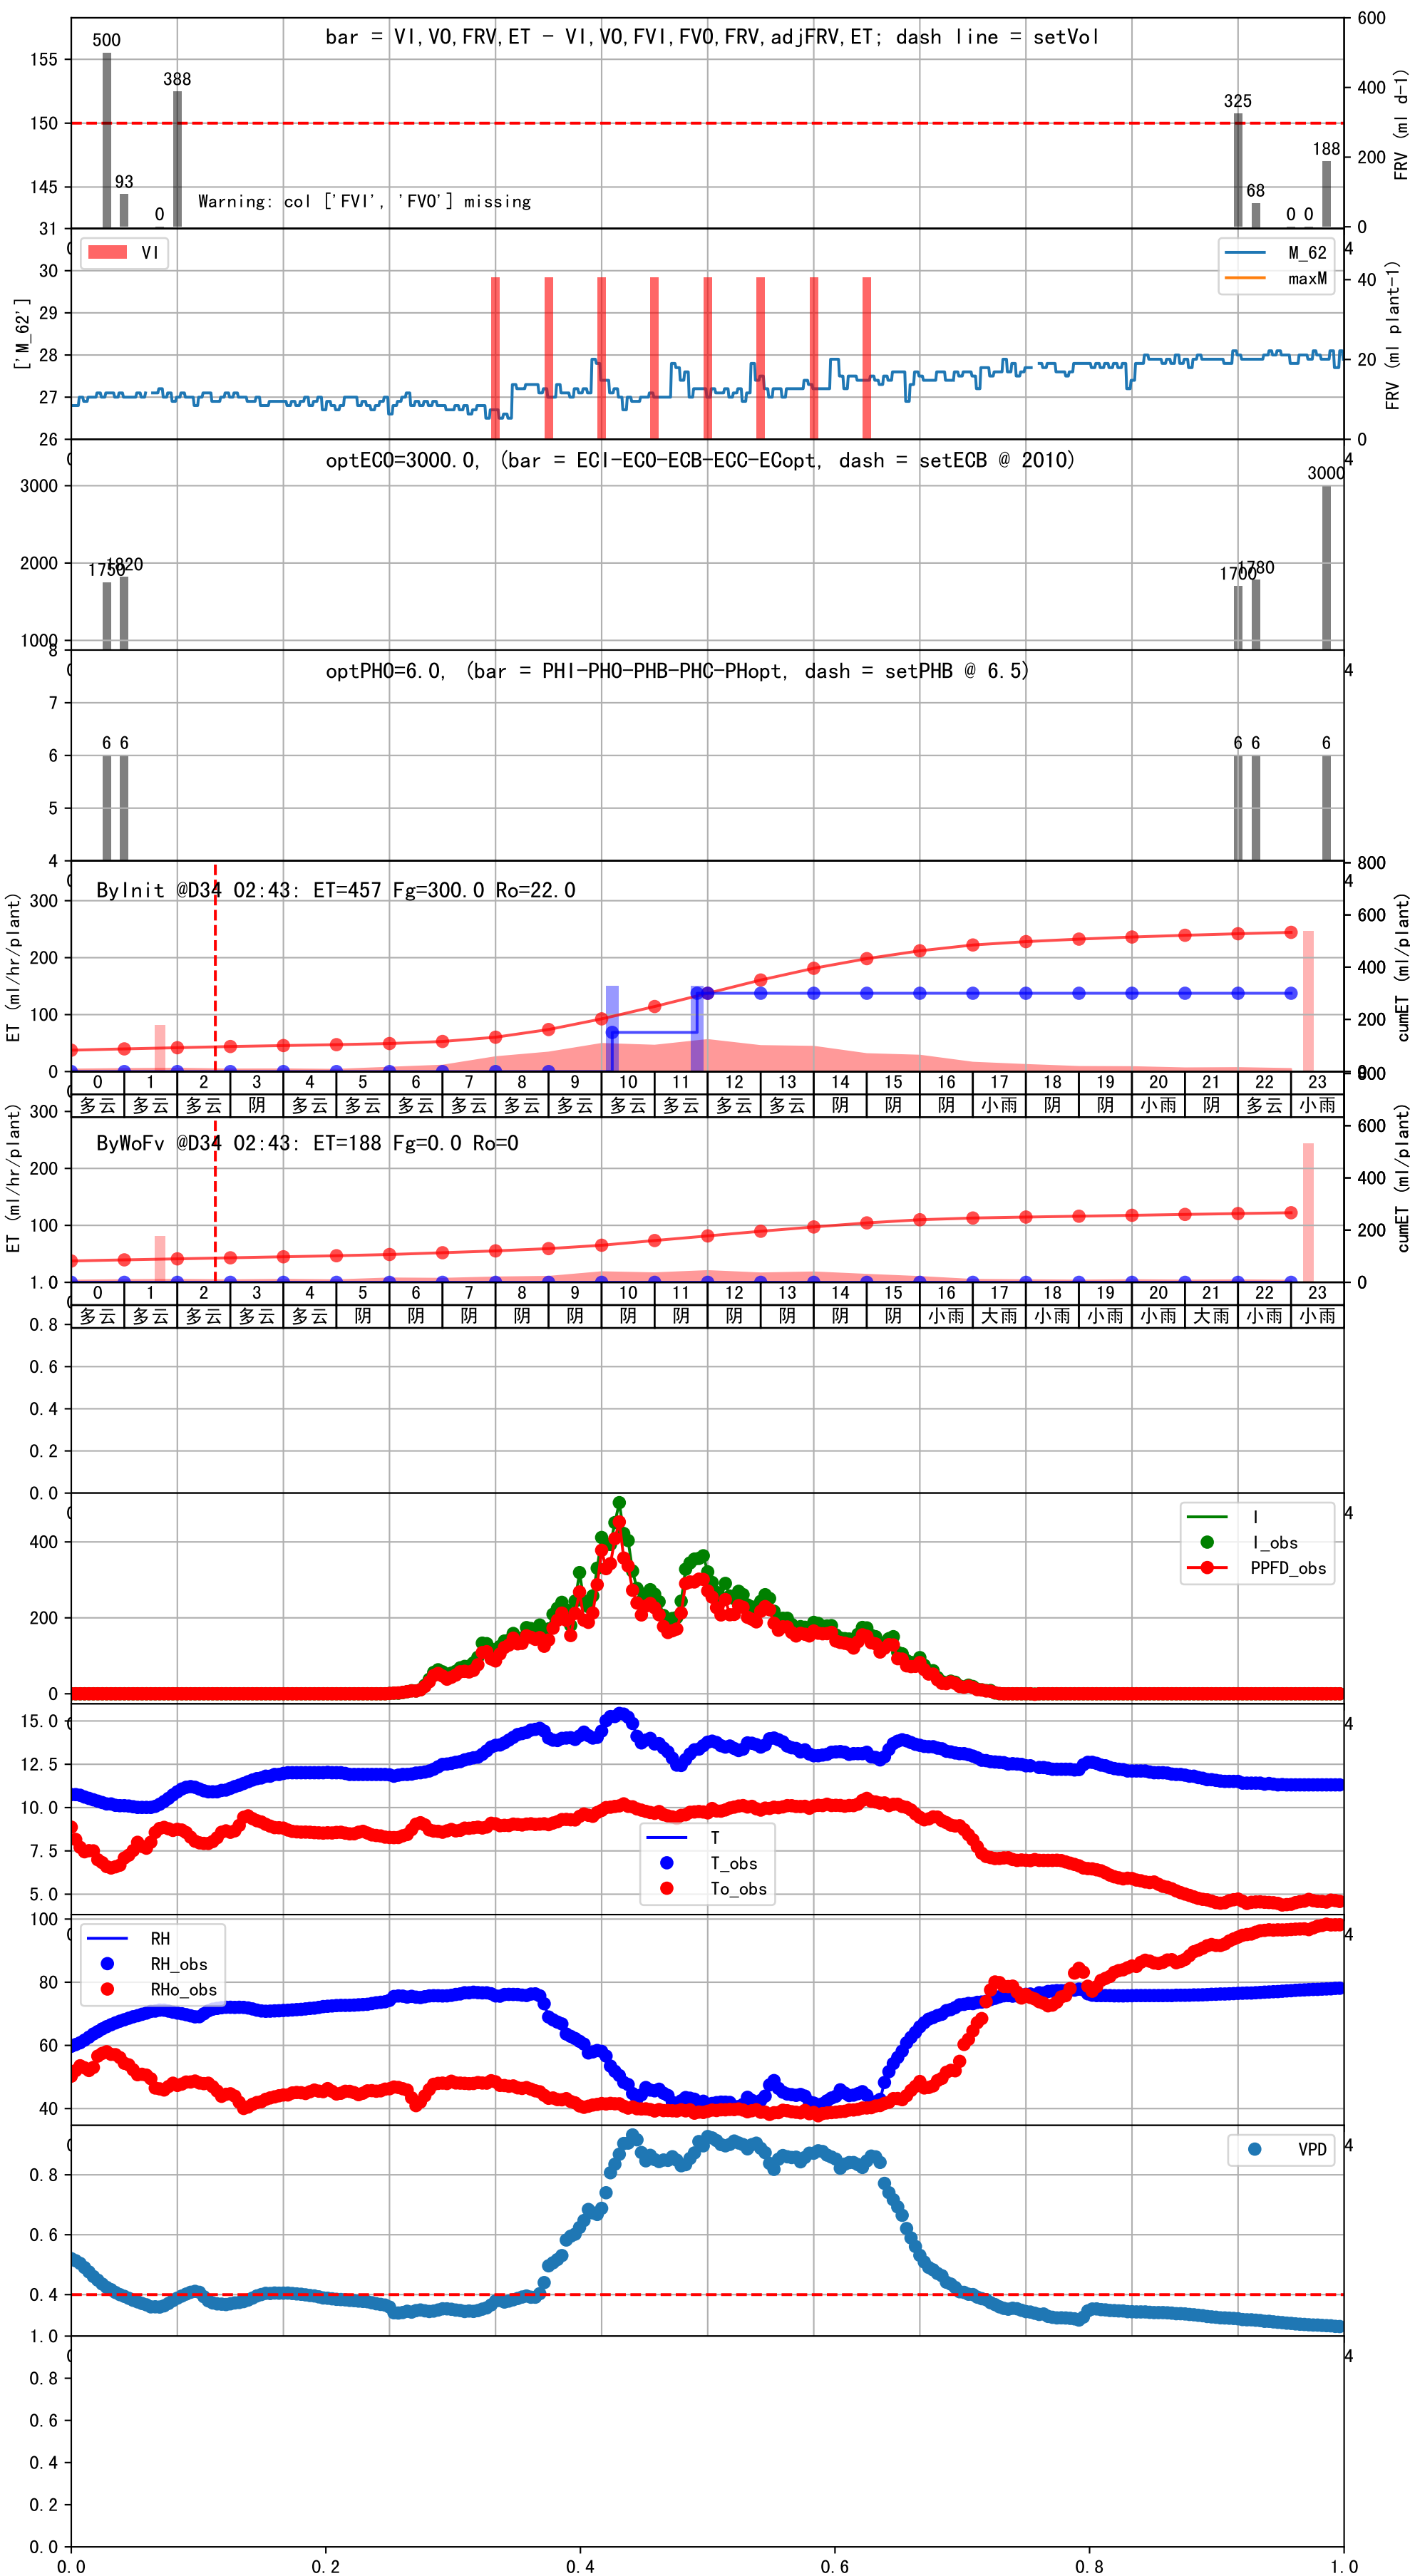 bar = VI,VO,FRV,ET - VI,VO,FVI,FVO,FRV,adjFRV,ET; dash line = setVol
500
93
0
388
325
68
0 0
188
Warning: col ['FVI', 'FVO'] missing
155
150
145
600
400
200
0
FRV (ml d-1)
VI
M_62
maxM
['M_62']
31
30
29
28
27
26
40
20
0
FRV (ml plant-1)
optECO=3000.0, (bar = ECI-ECO-ECB-ECC-ECopt, dash = setECB @ 2010)
3000
2000
1000
1750
1820
1700
1780
3000
optPHO=6.0, (bar = PHI-PHO-PHB-PHC-PHopt, dash = setPHB @ 6.5)
8
7
6
5
4
6 6
6 6
6
ByInit @D34 02:43: ET=457 Fg=300.0 Ro=22.0
ET (ml/hr/plant)
300
200
100
0
800
600
400
200
0
cumET (ml/plant)
0 1 2 3 4 5 6 7 8 9 10 11 12 13 14 15 16 17 18 19 20 21 22 23
多云 多云 多云 阴 多云 多云 多云 多云 多云 多云 多云 多云 多云 多云 阴 阴 阴 小雨 阴 阴 小雨 阴 多云 小雨
ByWoFv @D34 02:43: ET=188 Fg=0.0 Ro=0
ET (ml/hr/plant)
300
200
100
600
400
200
0
cumET (ml/plant)
0 1 2 3 4 5 6 7 8 9 10 11 12 13 14 15 16 17 18 19 20 21 22 23
多云 多云 多云 多云 多云 阴 阴 阴 阴 阴 阴 阴 阴 阴 阴 阴 小雨 大雨 小雨 小雨 小雨 大雨 小雨 小雨
1.0
0.8
0.6
0.4
0.2
0.0
I
I_obs
PPFD_obs
400
200
0
T
T_obs
To_obs
15.0
12.5
10.0
7.5
5.0
RH
RH_obs
RHo_obs
100
80
60
40
VPD
0.8
0.6
0.4
1.0
0.8
0.6
0.4
0.2
0.0
0.0 0.2 0.4 0.6 0.8 1.0